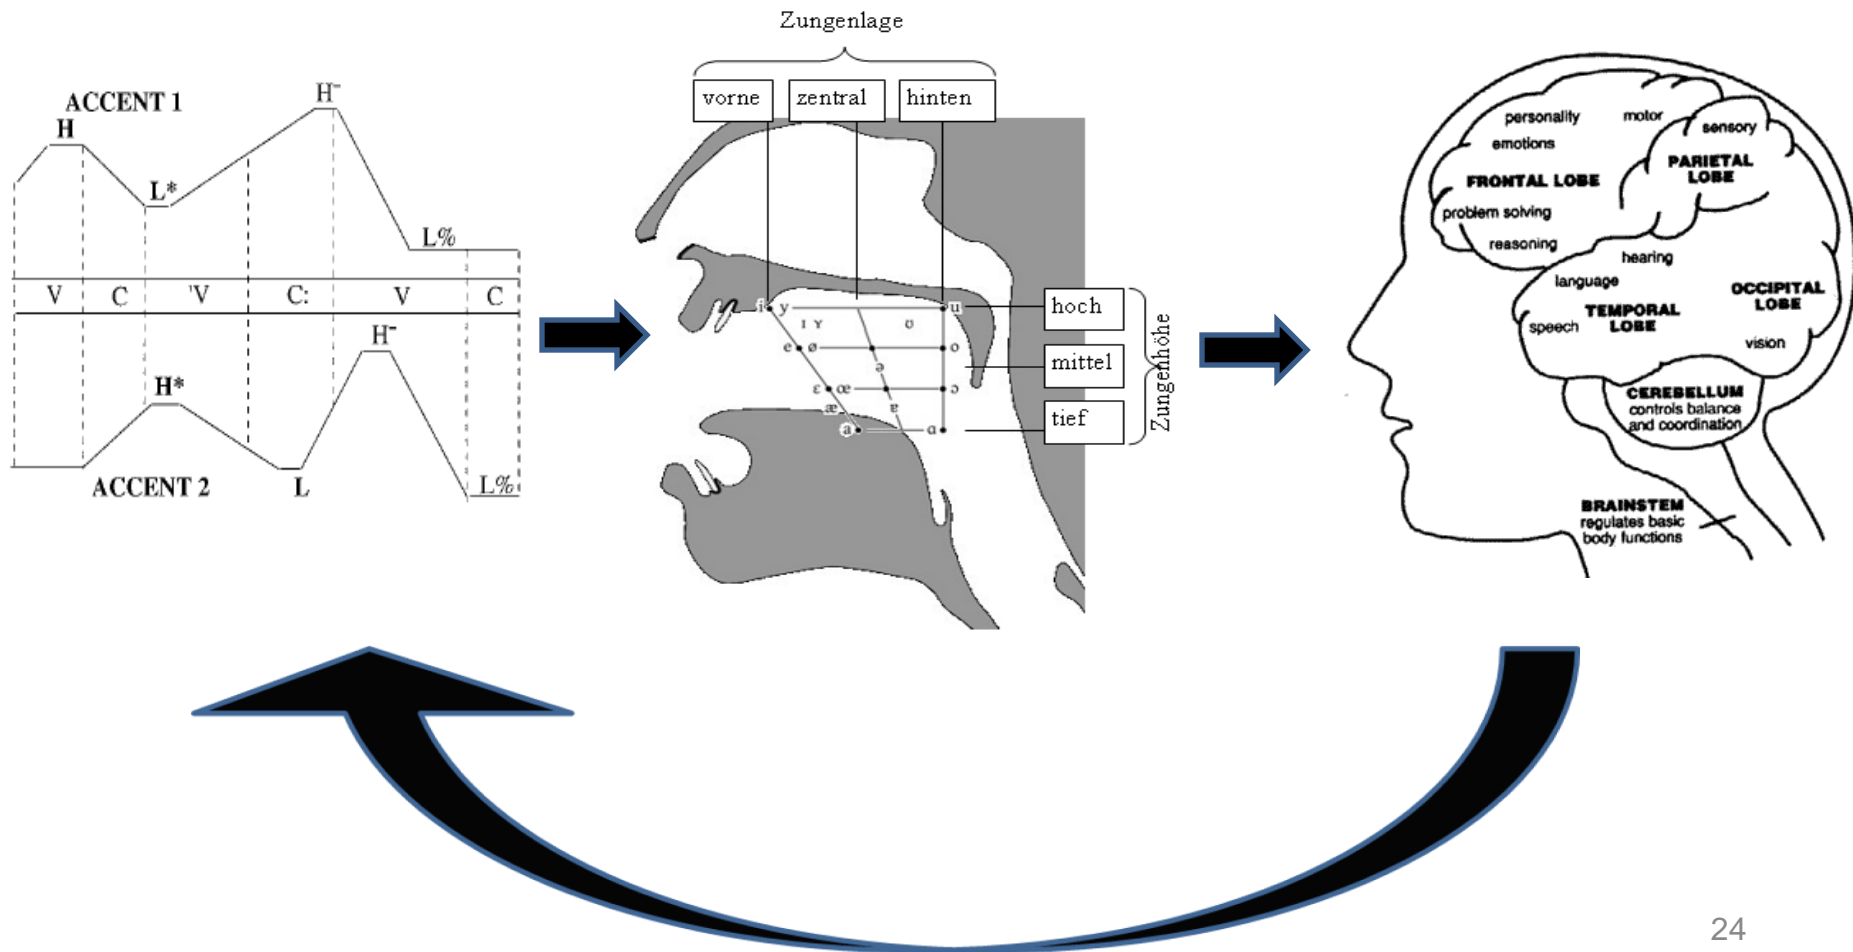 ACCENT 1
H
L*
H⁻
L%
V C 'V C: V C
H*
H⁻
L
L%
ACCENT 2
Zungenlage
vorne zentral hinten
i y u
ɪ ʏ ʊ
e ø o
ə
ɛ œ ɔ
æ ɐ
a ɑ
hoch
mittel
tief
Zungenhöhe
personality
emotions
motor
sensory
FRONTAL LOBE
PARIETAL
LOBE
problem solving
reasoning
hearing
language
TEMPORAL
LOBE
speech
OCCIPITAL
LOBE
vision
CEREBELLUM
controls balance
and coordination
BRAINSTEM
regulates basic
body functions
24